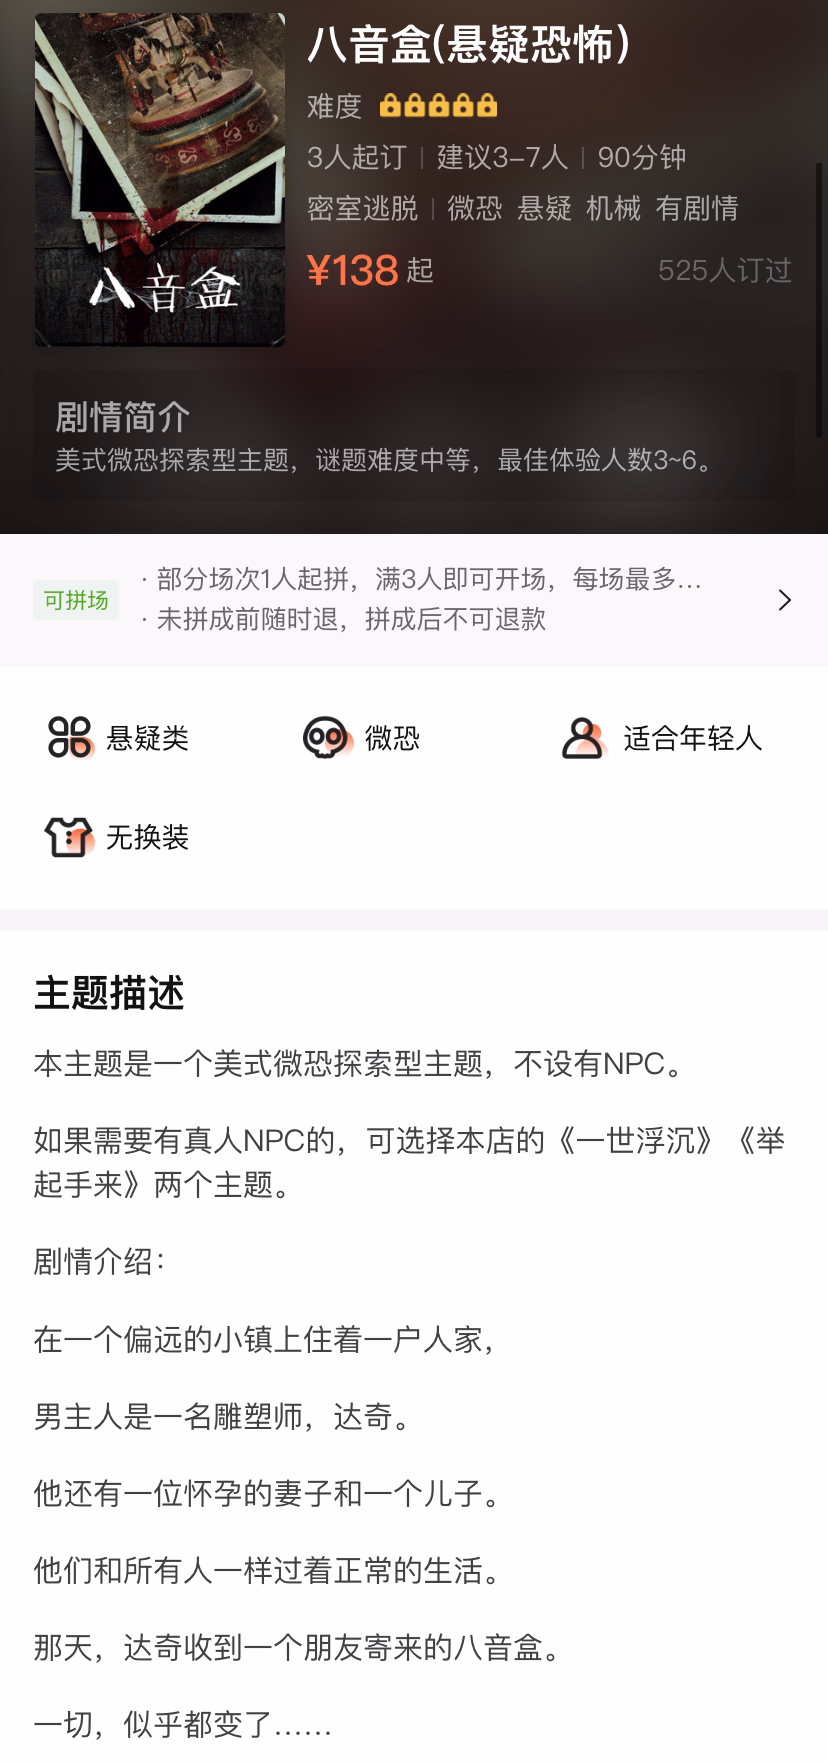 八音盒(悬疑恐怖)
难度
3人起订 | 建议3-7人 | 90分钟
密室逃脱 | 微恐 悬疑 机械 有剧情
¥138 起
525人订过
八音盒
剧情简介
美式微恐探索型主题，谜题难度中等，最佳体验人数3~6。
可拼场
· 部分场次1人起拼，满3人即可开场，每场最多...
· 未拼成前随时退，拼成后不可退款
悬疑类
微恐
适合年轻人
无换装
主题描述
本主题是一个美式微恐探索型主题，不设有NPC。
如果需要有真人NPC的，可选择本店的《一世浮沉》《举
起手来》两个主题。
剧情介绍：
在一个偏远的小镇上住着一户人家，
男主人是一名雕塑师，达奇。
他还有一位怀孕的妻子和一个儿子。
他们和所有人一样过着正常的生活。
那天，达奇收到一个朋友寄来的八音盒。
一切，似乎都变了……